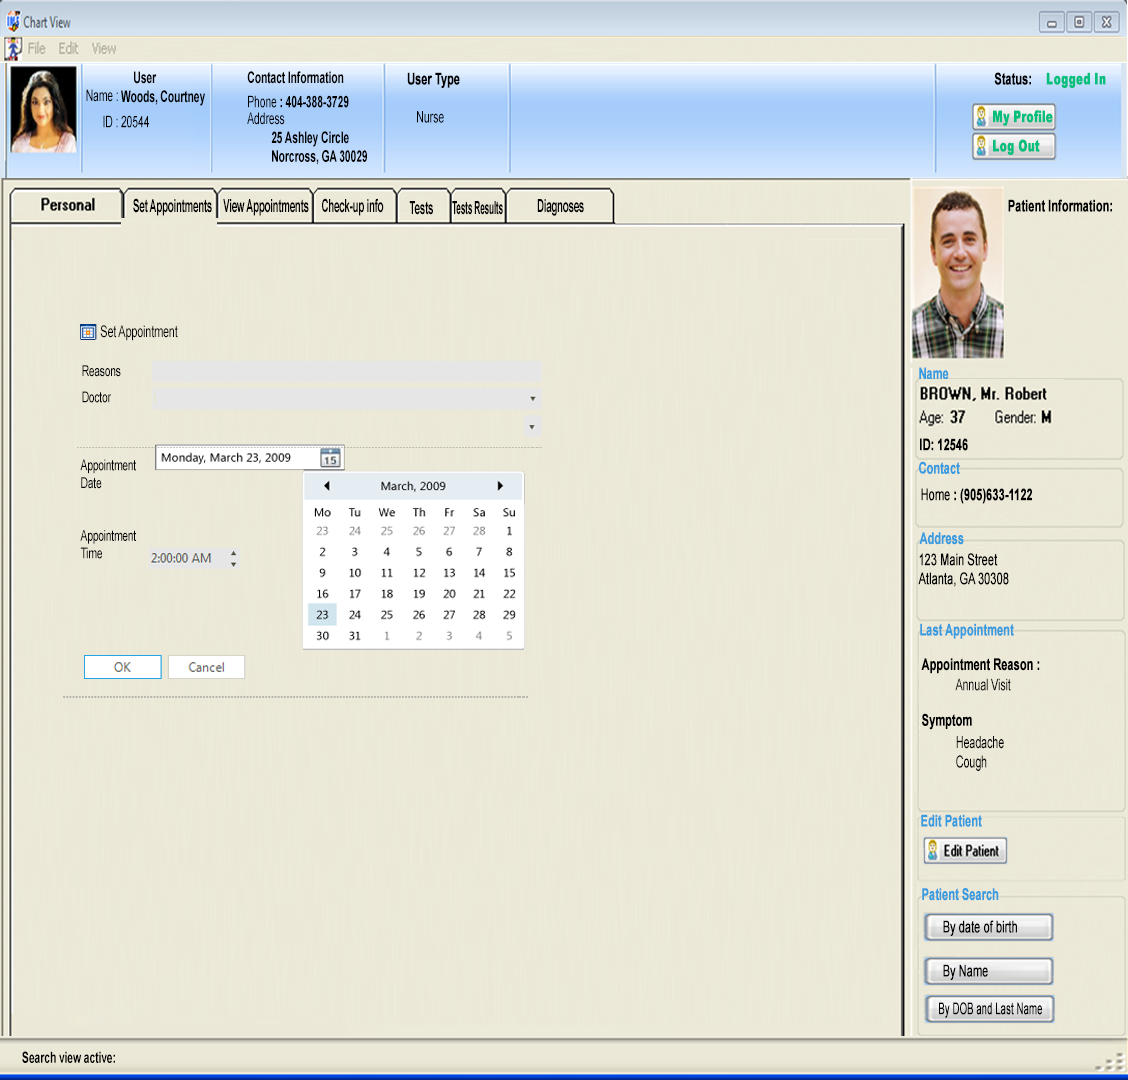 Chart View
File Edit View
User
Name : Woods, Courtney
ID : 20544
Contact Information
Phone : 404-388-3729
Address
25 Ashley Circle
Norcross, GA 30029
User Type
Nurse
Status: Logged In
My Profile
Log Out
Personal Set Appointments View Appointments Check-up info Tests Tests Results Diagnoses
Set Appointment
Reasons
Doctor
Appointment
Date
Monday, March 23, 2009
15
March, 2009
Mo Tu We Th Fr Sa Su
23 24 25 26 27 28 1
2 3 4 5 6 7 8
9 10 11 12 13 14 15
16 17 18 19 20 21 22
23 24 25 26 27 28 29
30 31 1 2 3 4 5
Appointment
Time
2:00:00 AM
OK Cancel
Patient Information:
Name
BROWN, Mr. Robert
Age: 37 Gender: M
ID: 12546
Contact
Home : (905)633-1122
Address
123 Main Street
Atlanta, GA 30308
Last Appointment
Appointment Reason :
Annual Visit
Symptom
Headache
Cough
Edit Patient
Edit Patient
Patient Search
By date of birth
By Name
By DOB and Last Name
Search view active: